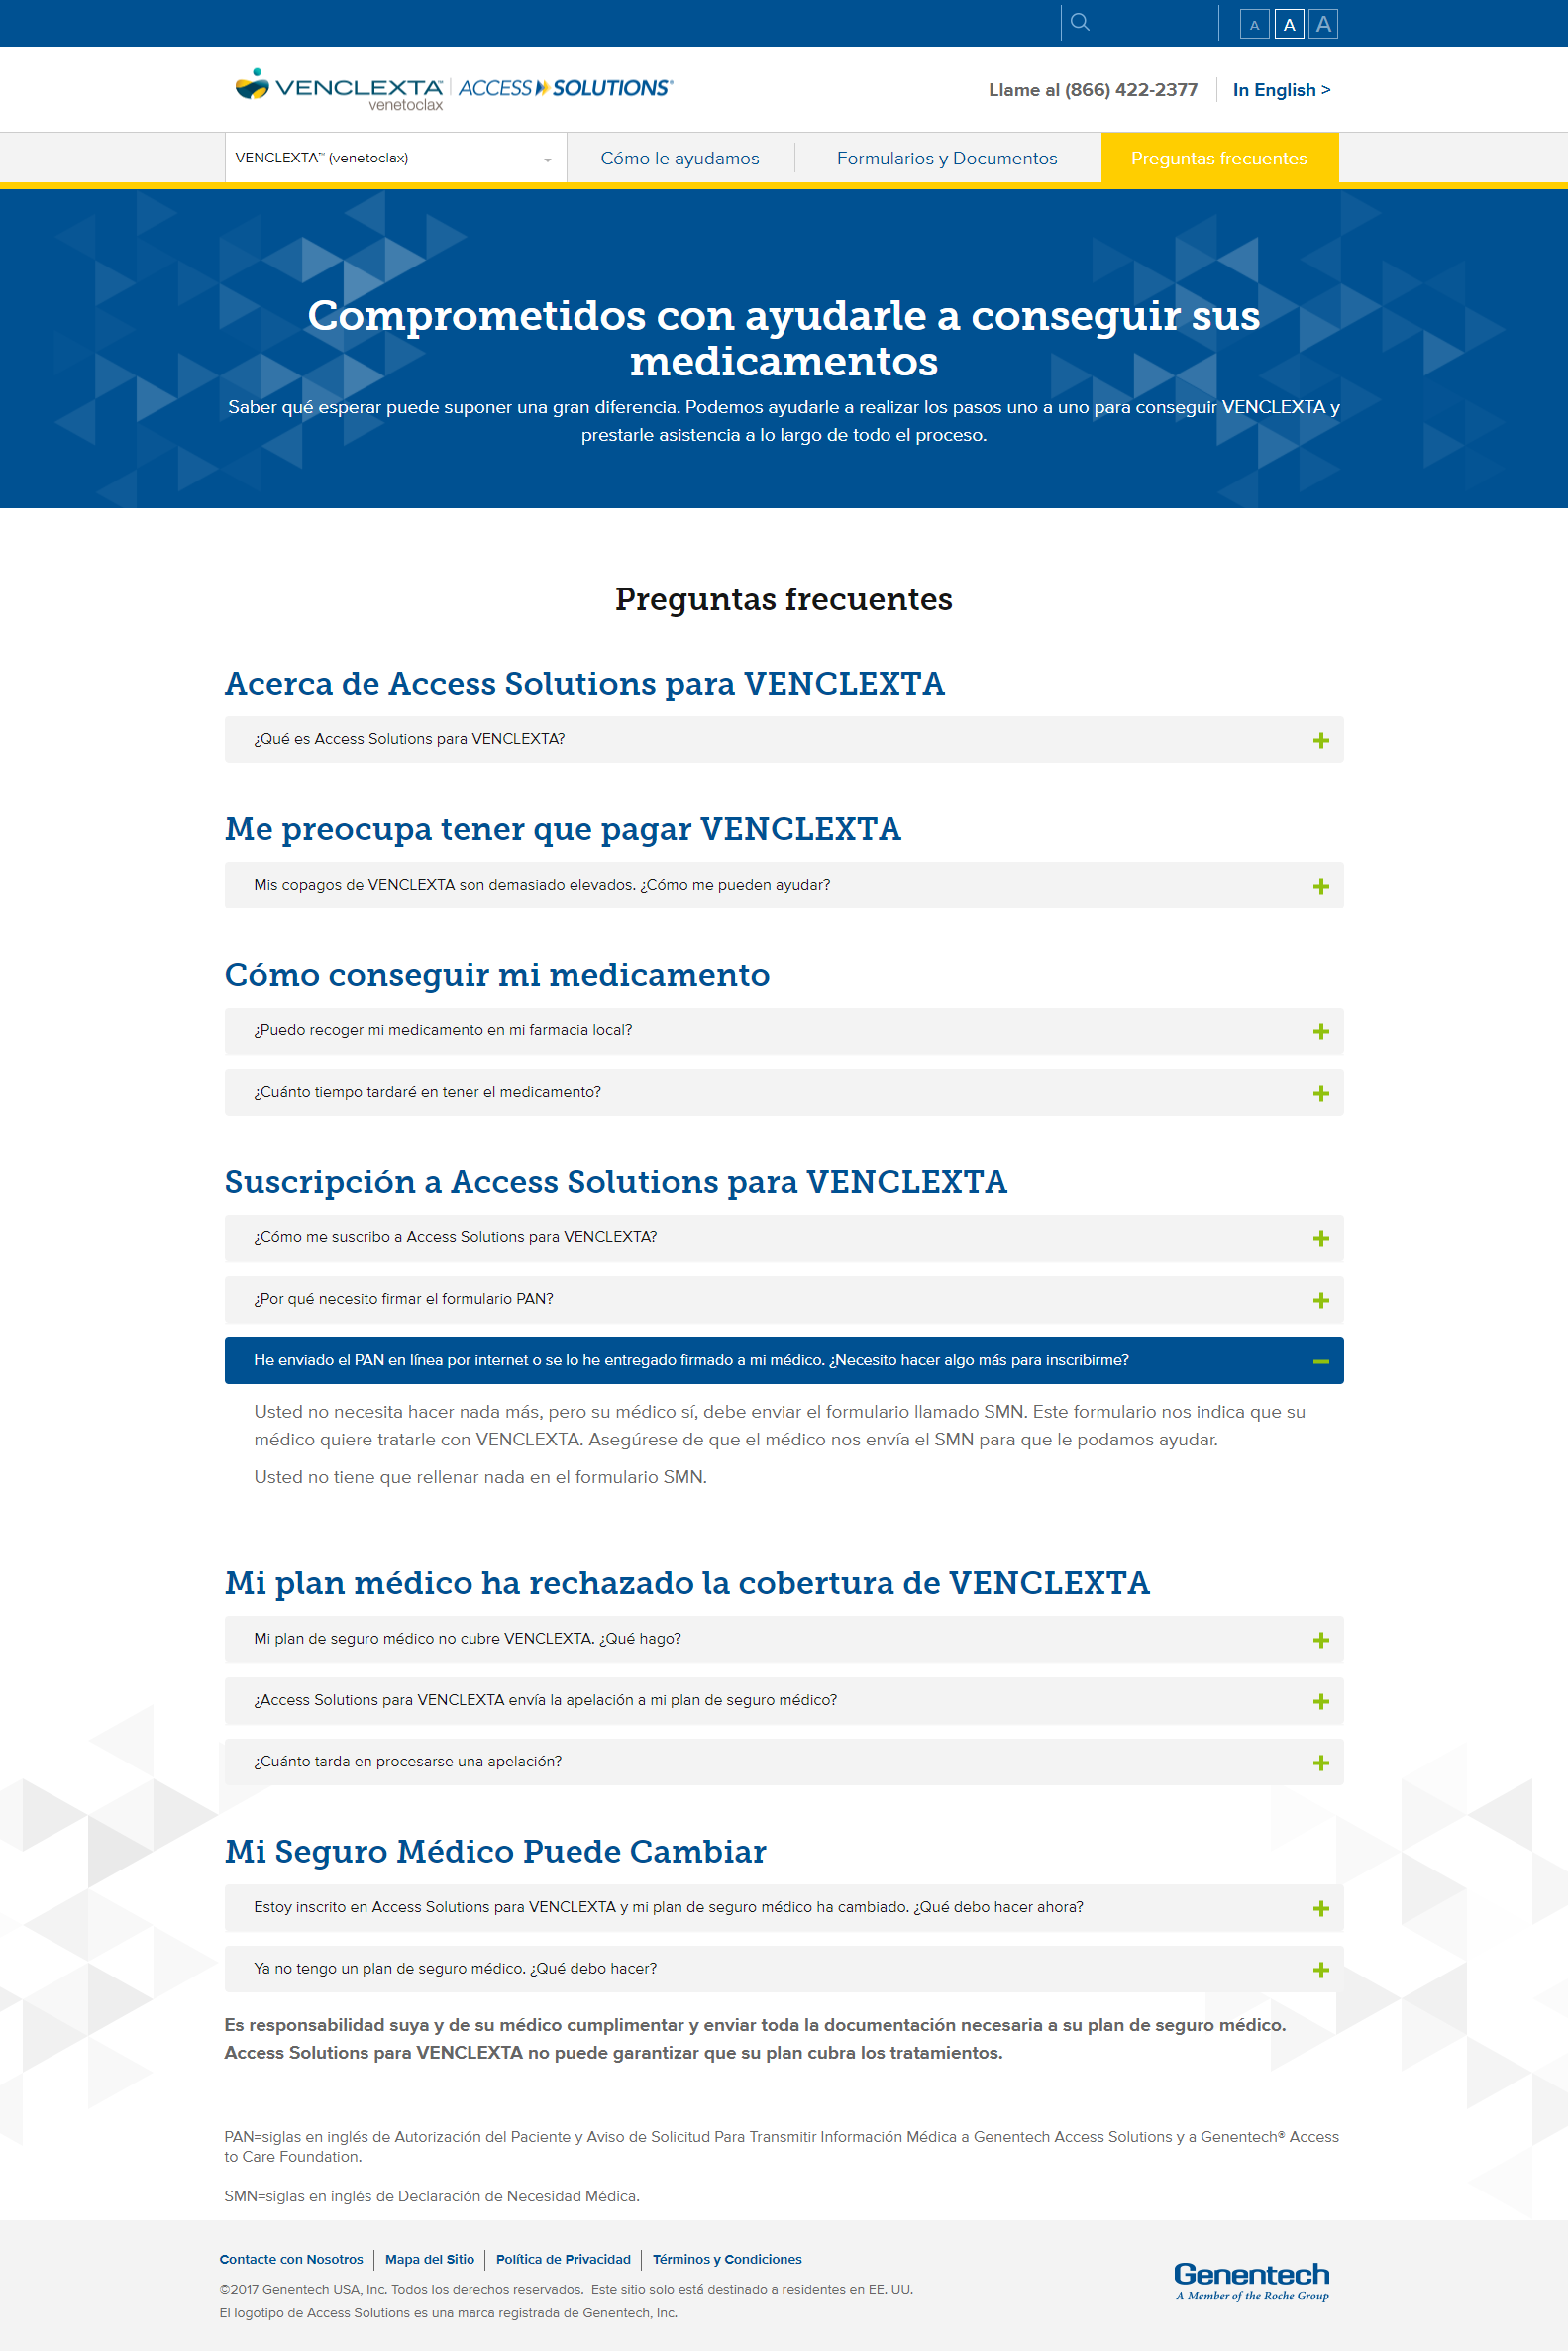 A A A
VENCLEXTA™ | ACCESS SOLUTIONS®
venetoclax
Llame al (866) 422-2377
In English >
VENCLEXTA™ (venetoclax)
Cómo le ayudamos
Formularios y Documentos
Preguntas frecuentes
Comprometidos con ayudarle a conseguir sus
medicamentos
Saber qué esperar puede suponer una gran diferencia. Podemos ayudarle a realizar los pasos uno a uno para conseguir VENCLEXTA y
prestarle asistencia a lo largo de todo el proceso.
Preguntas frecuentes
Acerca de Access Solutions para VENCLEXTA
¿Qué es Access Solutions para VENCLEXTA?
Me preocupa tener que pagar VENCLEXTA
Mis copagos de VENCLEXTA son demasiado elevados. ¿Cómo me pueden ayudar?
Cómo conseguir mi medicamento
¿Puedo recoger mi medicamento en mi farmacia local?
¿Cuánto tiempo tardaré en tener el medicamento?
Suscripción a Access Solutions para VENCLEXTA
¿Cómo me suscribo a Access Solutions para VENCLEXTA?
¿Por qué necesito firmar el formulario PAN?
He enviado el PAN en línea por internet o se lo he entregado firmado a mi médico. ¿Necesito hacer algo más para inscribirme?
Usted no necesita hacer nada más, pero su médico sí, debe enviar el formulario llamado SMN. Este formulario nos indica que su
médico quiere tratarle con VENCLEXTA. Asegúrese de que el médico nos envía el SMN para que le podamos ayudar.
Usted no tiene que rellenar nada en el formulario SMN.
Mi plan médico ha rechazado la cobertura de VENCLEXTA
Mi plan de seguro médico no cubre VENCLEXTA. ¿Qué hago?
¿Access Solutions para VENCLEXTA envía la apelación a mi plan de seguro médico?
¿Cuánto tarda en procesarse una apelación?
Mi Seguro Médico Puede Cambiar
Estoy inscrito en Access Solutions para VENCLEXTA y mi plan de seguro médico ha cambiado. ¿Qué debo hacer ahora?
Ya no tengo un plan de seguro médico. ¿Qué debo hacer?
Es responsabilidad suya y de su médico cumplimentar y enviar toda la documentación necesaria a su plan de seguro médico.
Access Solutions para VENCLEXTA no puede garantizar que su plan cubra los tratamientos.
PAN=siglas en inglés de Autorización del Paciente y Aviso de Solicitud Para Transmitir Información Médica a Genentech Access Solutions y a Genentech® Access
to Care Foundation.
SMN=siglas en inglés de Declaración de Necesidad Médica.
Contacte con Nosotros | Mapa del Sitio | Política de Privacidad | Términos y Condiciones
©2017 Genentech USA, Inc. Todos los derechos reservados. Este sitio solo está destinado a residentes en EE. UU.
El logotipo de Access Solutions es una marca registrada de Genentech, Inc.
Genentech
A Member of the Roche Group